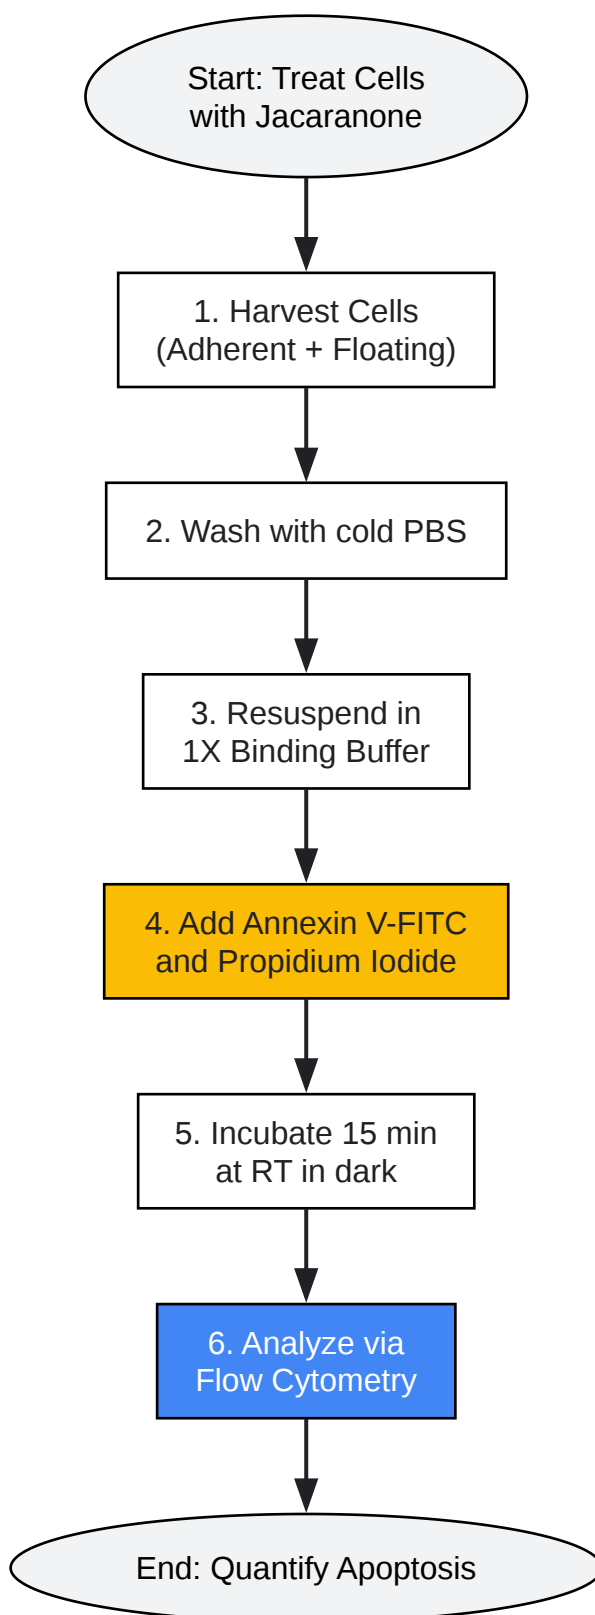 Start: Treat Cells
with Jacaranone
1. Harvest Cells
(Adherent + Floating)
2. Wash with cold PBS
3. Resuspend in
1X Binding Buffer
4. Add Annexin V-FITC
and Propidium Iodide
5. Incubate 15 min
at RT in dark
6. Analyze via
Flow Cytometry
End: Quantify Apoptosis